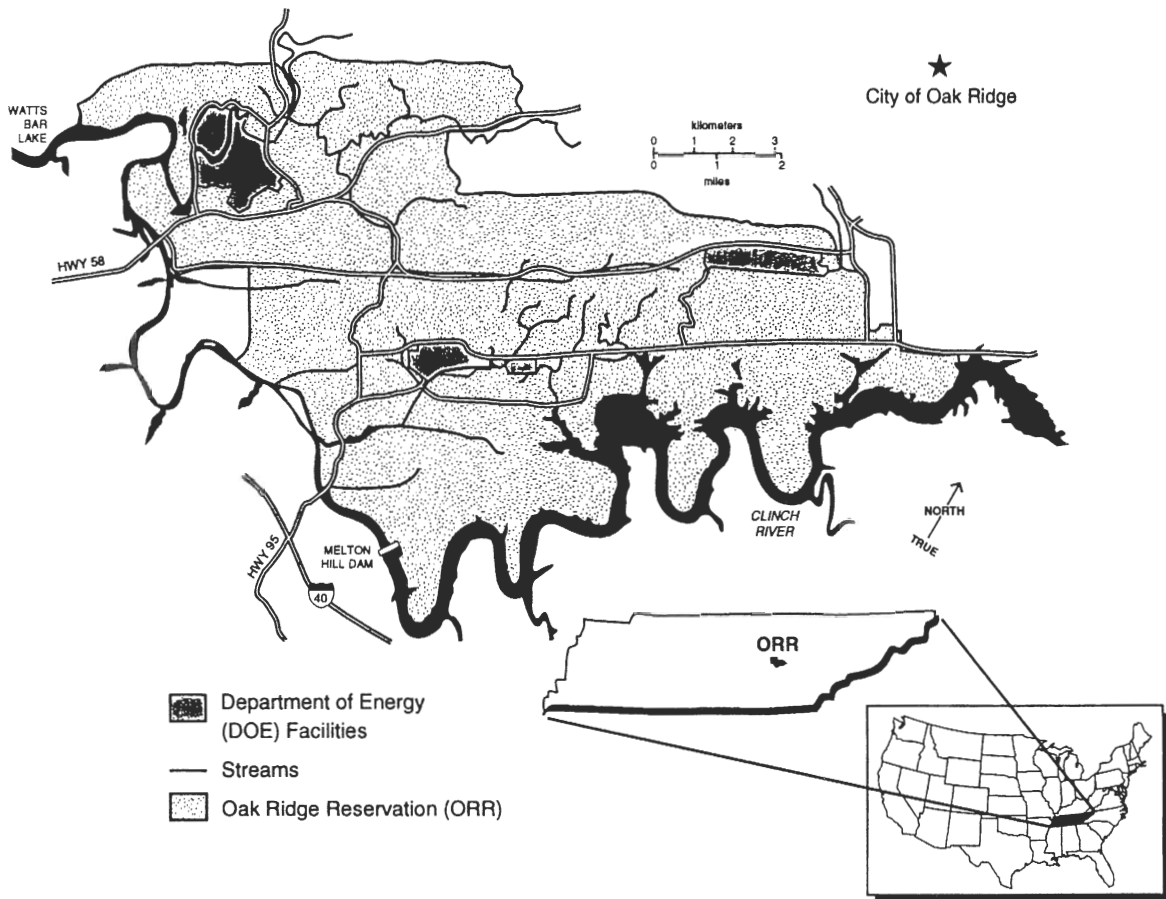 City of Oak Ridge
WATTS
BAR
LAKE
kilometers
0 1 2 3
0 1 2
miles
HWY 58
CLINCH
RIVER
TRUE NORTH
MELTON
HILL DAM
HWY 95
40
ORR
Department of Energy
(DOE) Facilities
Streams
Oak Ridge Reservation (ORR)